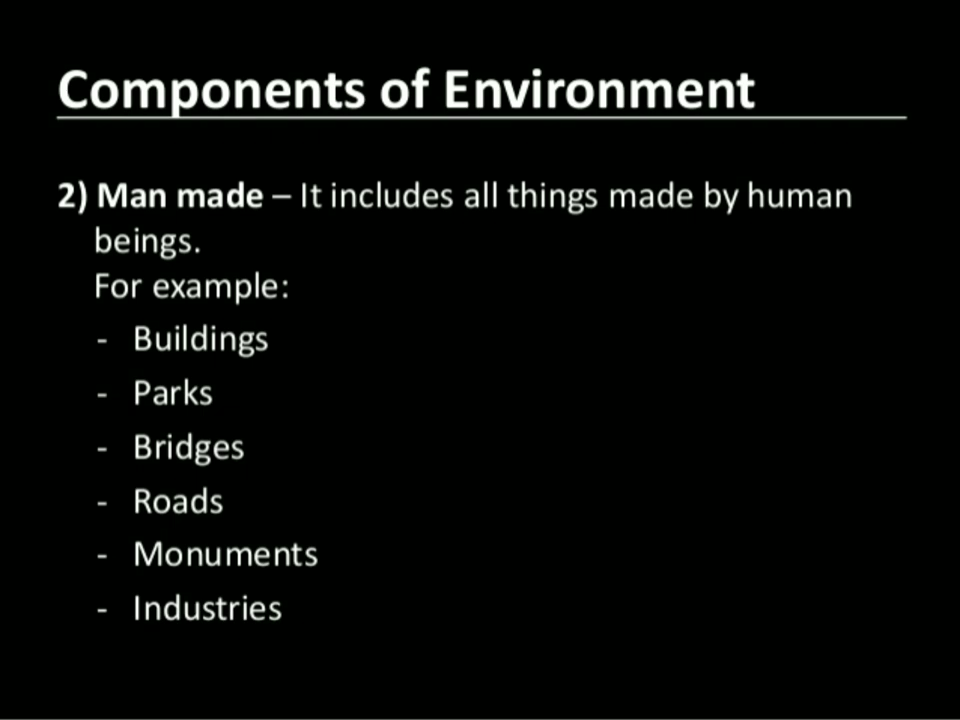 Components of Environment
2) Man made – It includes all things made by human
beings.
For example:
- Buildings
- Parks
- Bridges
- Roads
- Monuments
- Industries